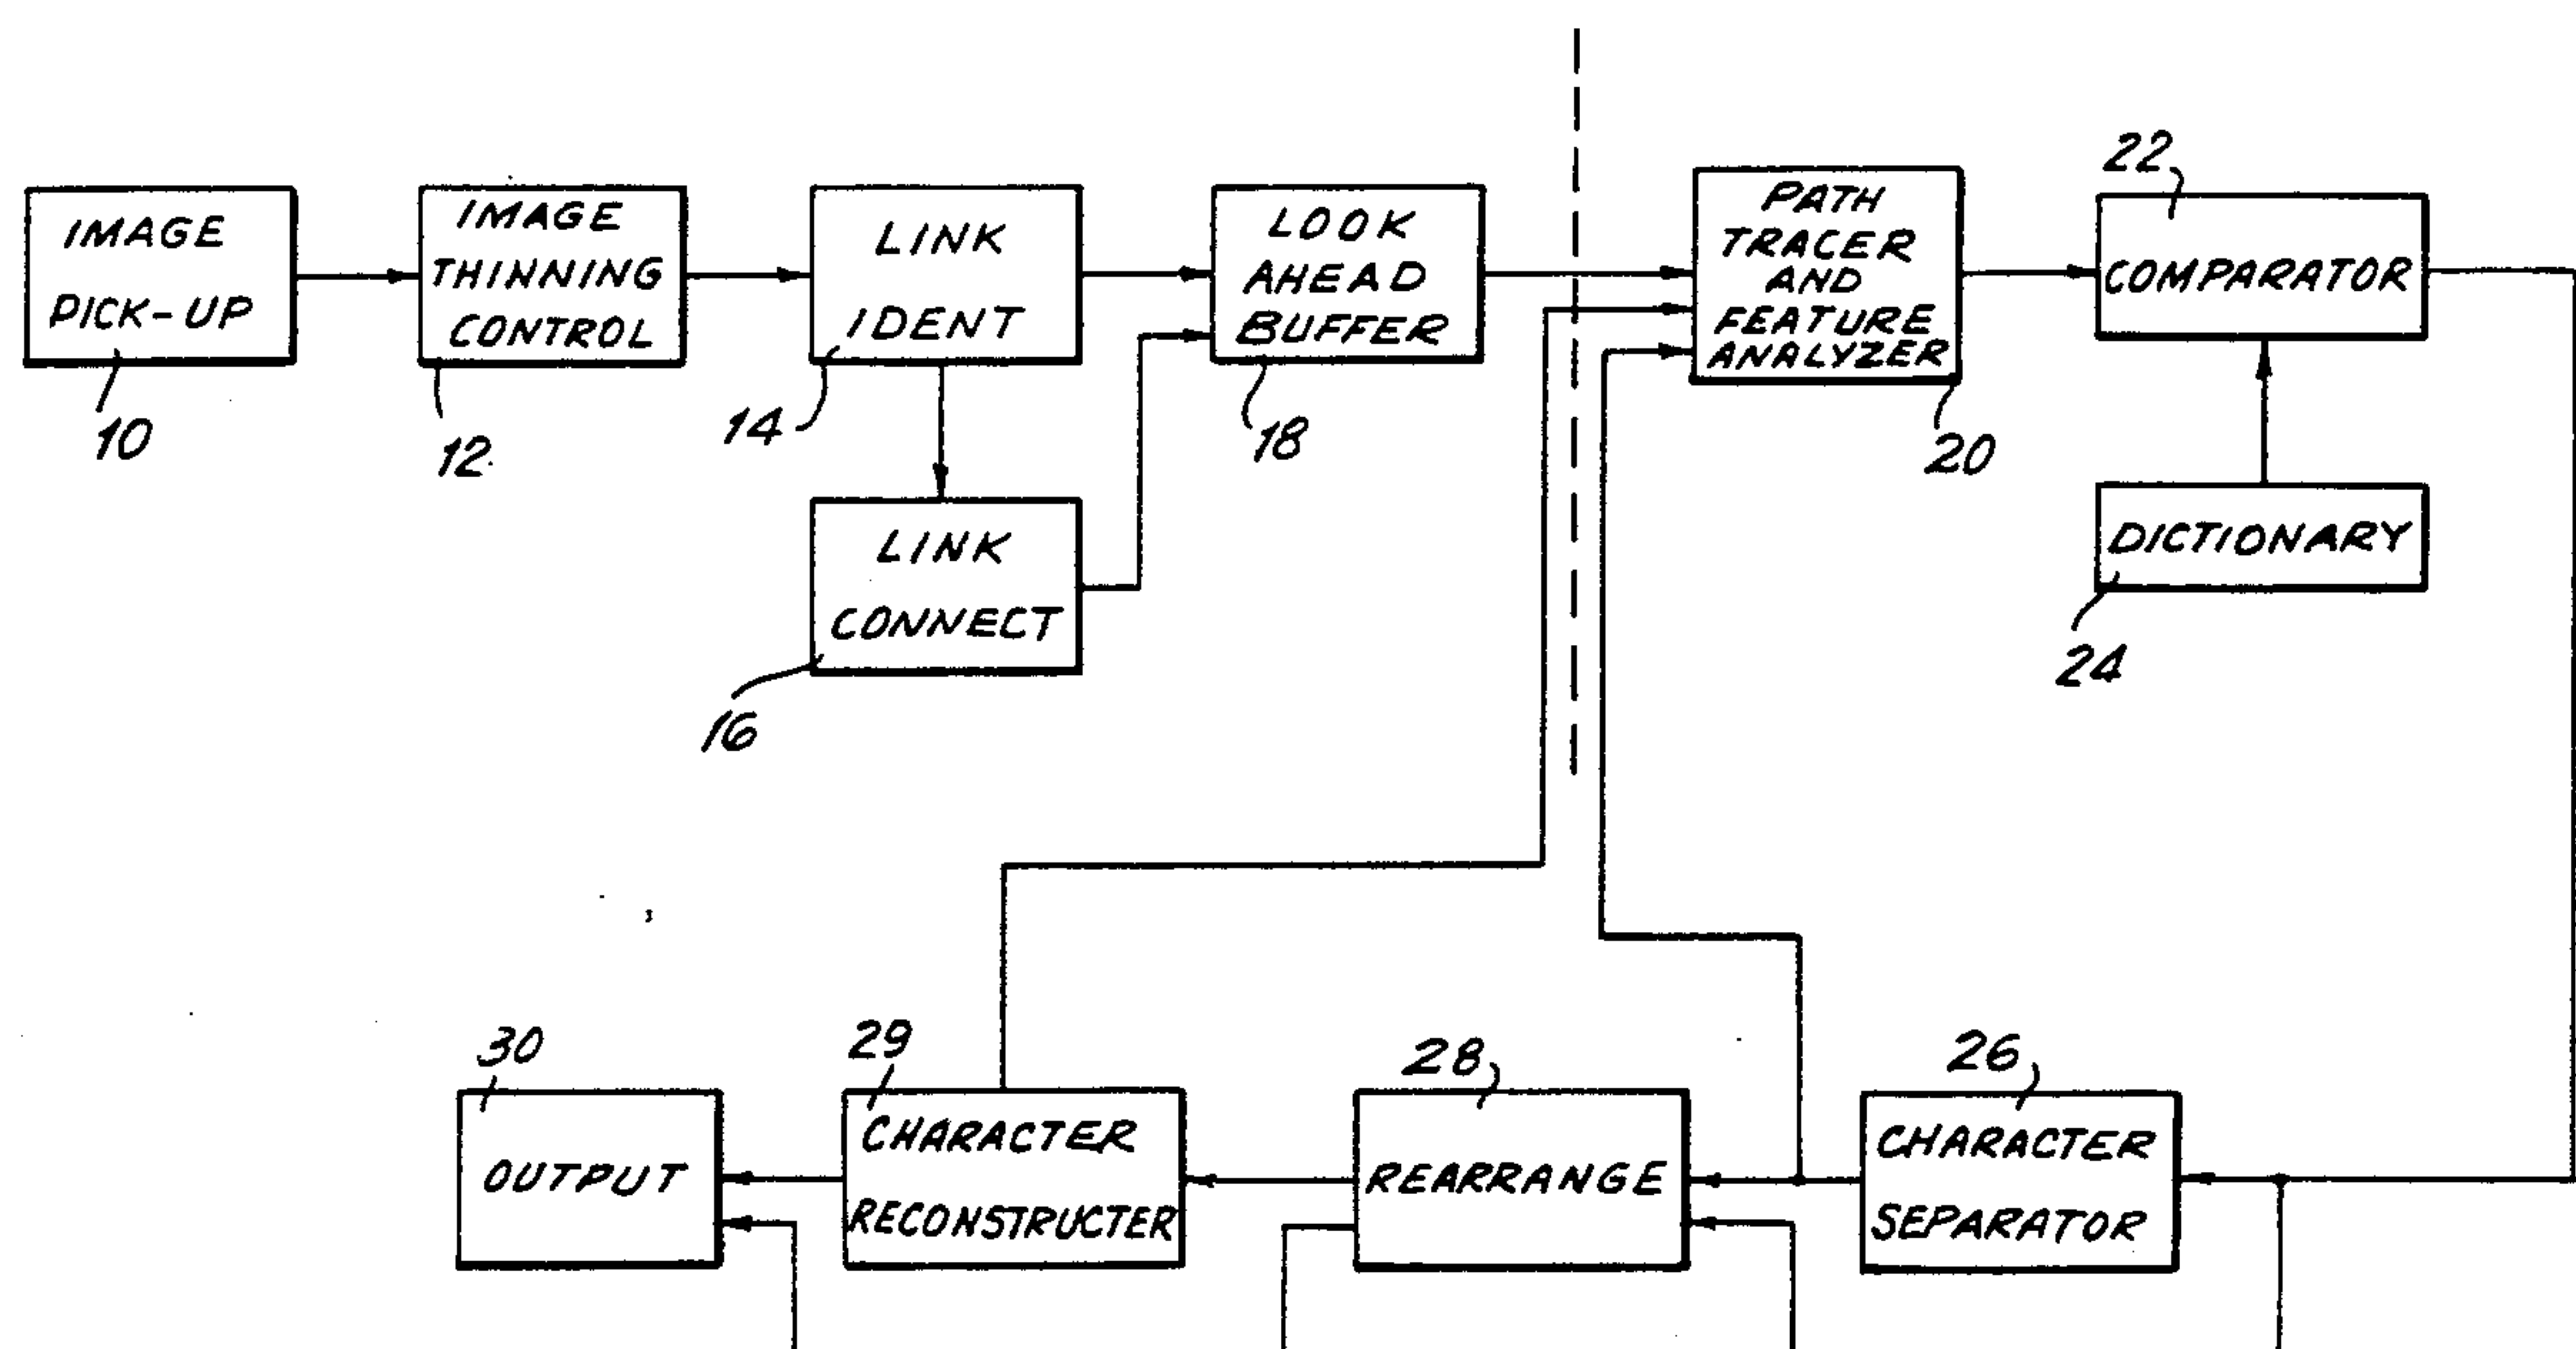 IMAGE
PICK-UP
10
IMAGE
THINNING
CONTROL
12
LINK
IDENT
14
LINK
CONNECT
16
LOOK
AHEAD
BUFFER
18
PATH
TRACER
AND
FEATURE
ANALYZER
20
22
COMPARATOR
DICTIONARY
24
30
OUTPUT
29
CHARACTER
RECONSTRUCTER
28
REARRANGE
26
CHARACTER
SEPARATOR